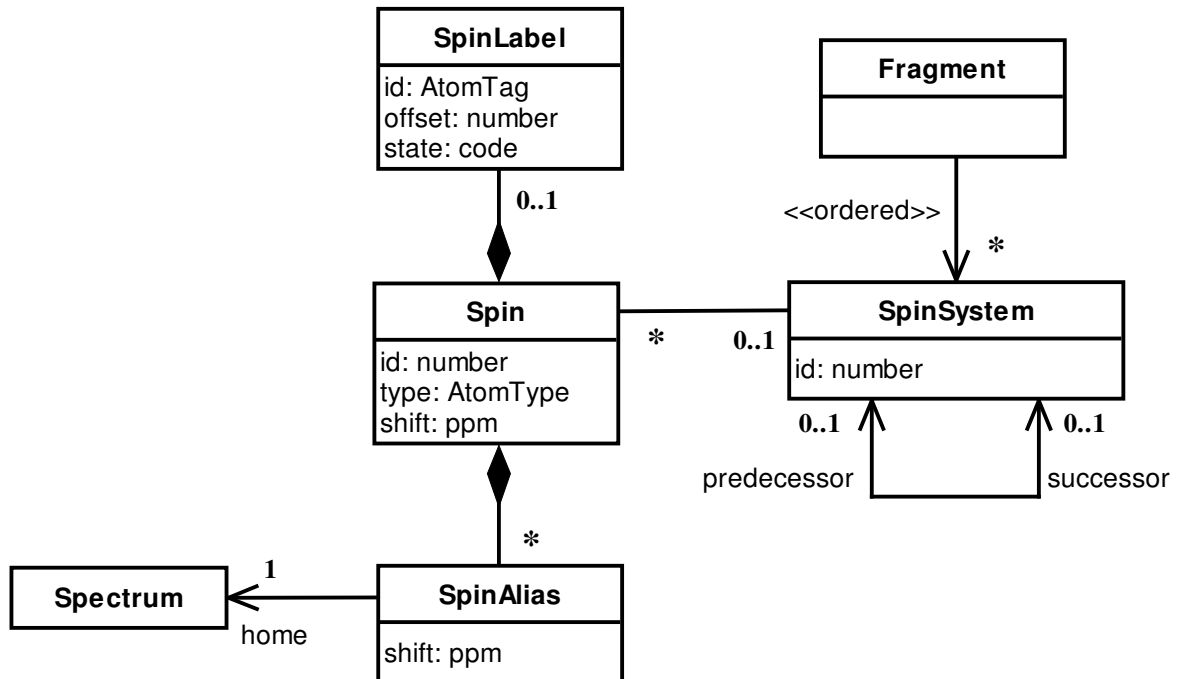 SpinLabel
id: AtomTag
offset: number
state: code
Fragment
0..1
<<ordered>>
*
Spin
id: number
type: AtomType
shift: ppm
*
0..1
SpinSystem
id: number
0..1
0..1
predecessor
successor
*
Spectrum
1
home
SpinAlias
shift: ppm